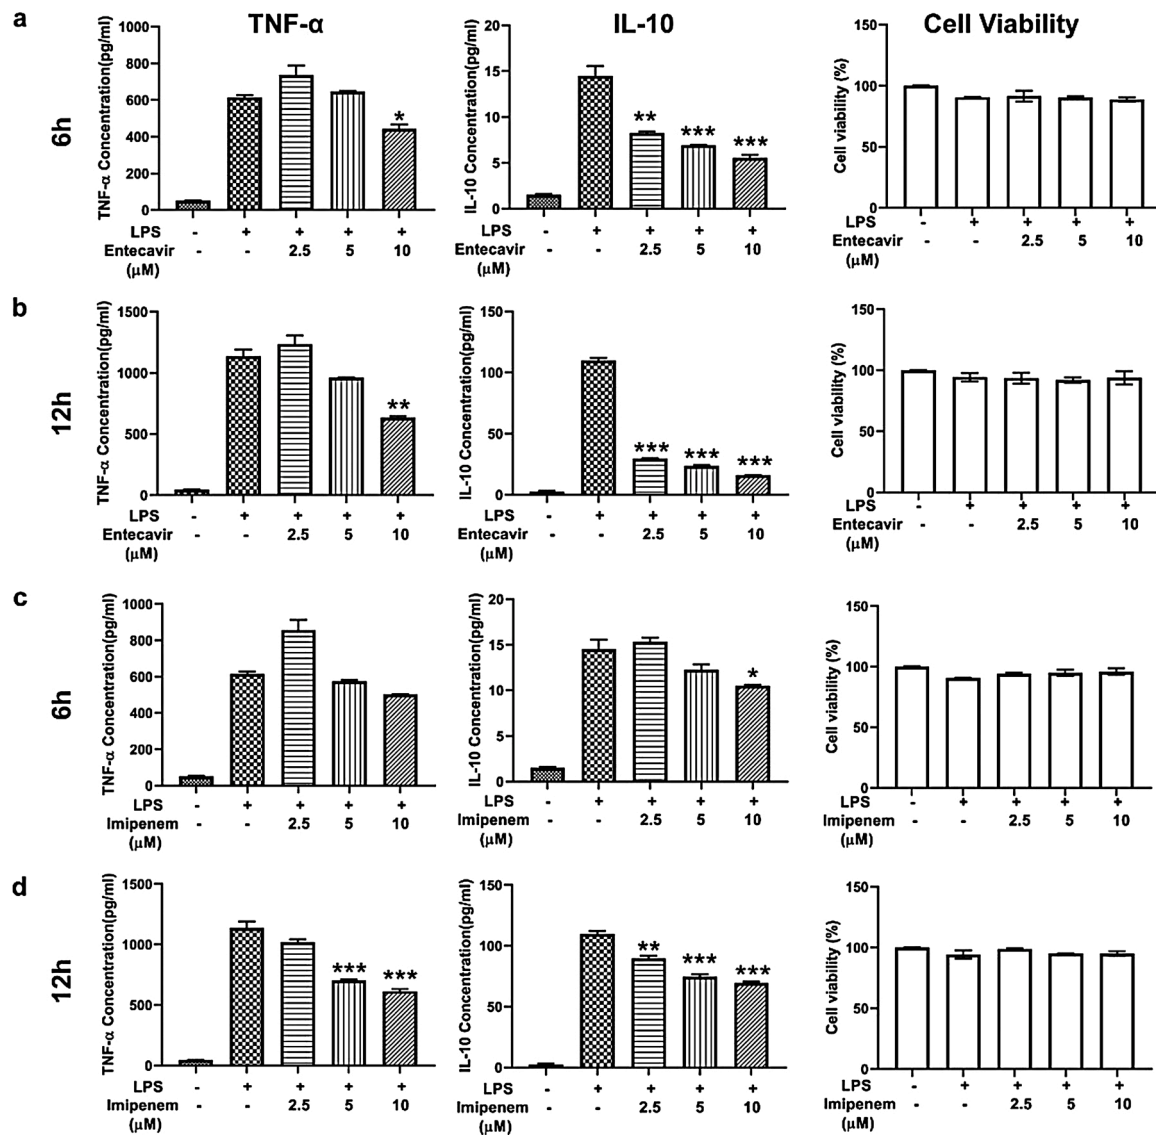 a
TNF-α
IL-10
Cell Viability
6h
TNF-α Concentration(pg/ml)
1000
800
600
400
200
0
*
LPS - + + + +
Entecavir - - 2.5 5 10
(μM)
IL-10 Concentration(pg/ml)
20
15
10
5
0
** *** ***
LPS - + + + +
Entecavir - - 2.5 5 10
(μM)
Cell viability (%)
150
100
50
0
LPS - + + + +
Entecavir - - 2.5 5 10
(μM)
b
12h
TNF-α Concentration(pg/ml)
1500
1000
500
0
**
LPS - + + + +
Entecavir - - 2.5 5 10
(μM)
IL-10 Concentration(pg/ml)
150
100
50
0
*** *** ***
LPS - + + + +
Entecavir - - 2.5 5 10
(μM)
Cell viability (%)
150
100
50
0
LPS - + + + +
Entecavir - - 2.5 5 10
(μM)
c
6h
TNF-α Concentration(pg/ml)
1000
800
600
400
200
0
LPS - + + + +
Imipenem - - 2.5 5 10
(μM)
IL-10 Concentration(pg/ml)
20
15
10
5
0
*
LPS - + + + +
Imipenem - - 2.5 5 10
(μM)
Cell viability (%)
150
100
50
0
LPS - + + + +
Imipenem - - 2.5 5 10
(μM)
d
12h
TNF-α Concentration(pg/ml)
1500
1000
500
0
*** ***
LPS - + + + +
Imipenem - - 2.5 5 10
(μM)
IL-10 Concentration(pg/ml)
150
100
50
0
** *** ***
LPS - + + + +
Imipenem - - 2.5 5 10
(μM)
Cell viability (%)
150
100
50
0
LPS - + + + +
Imipenem - - 2.5 5 10
(μM)